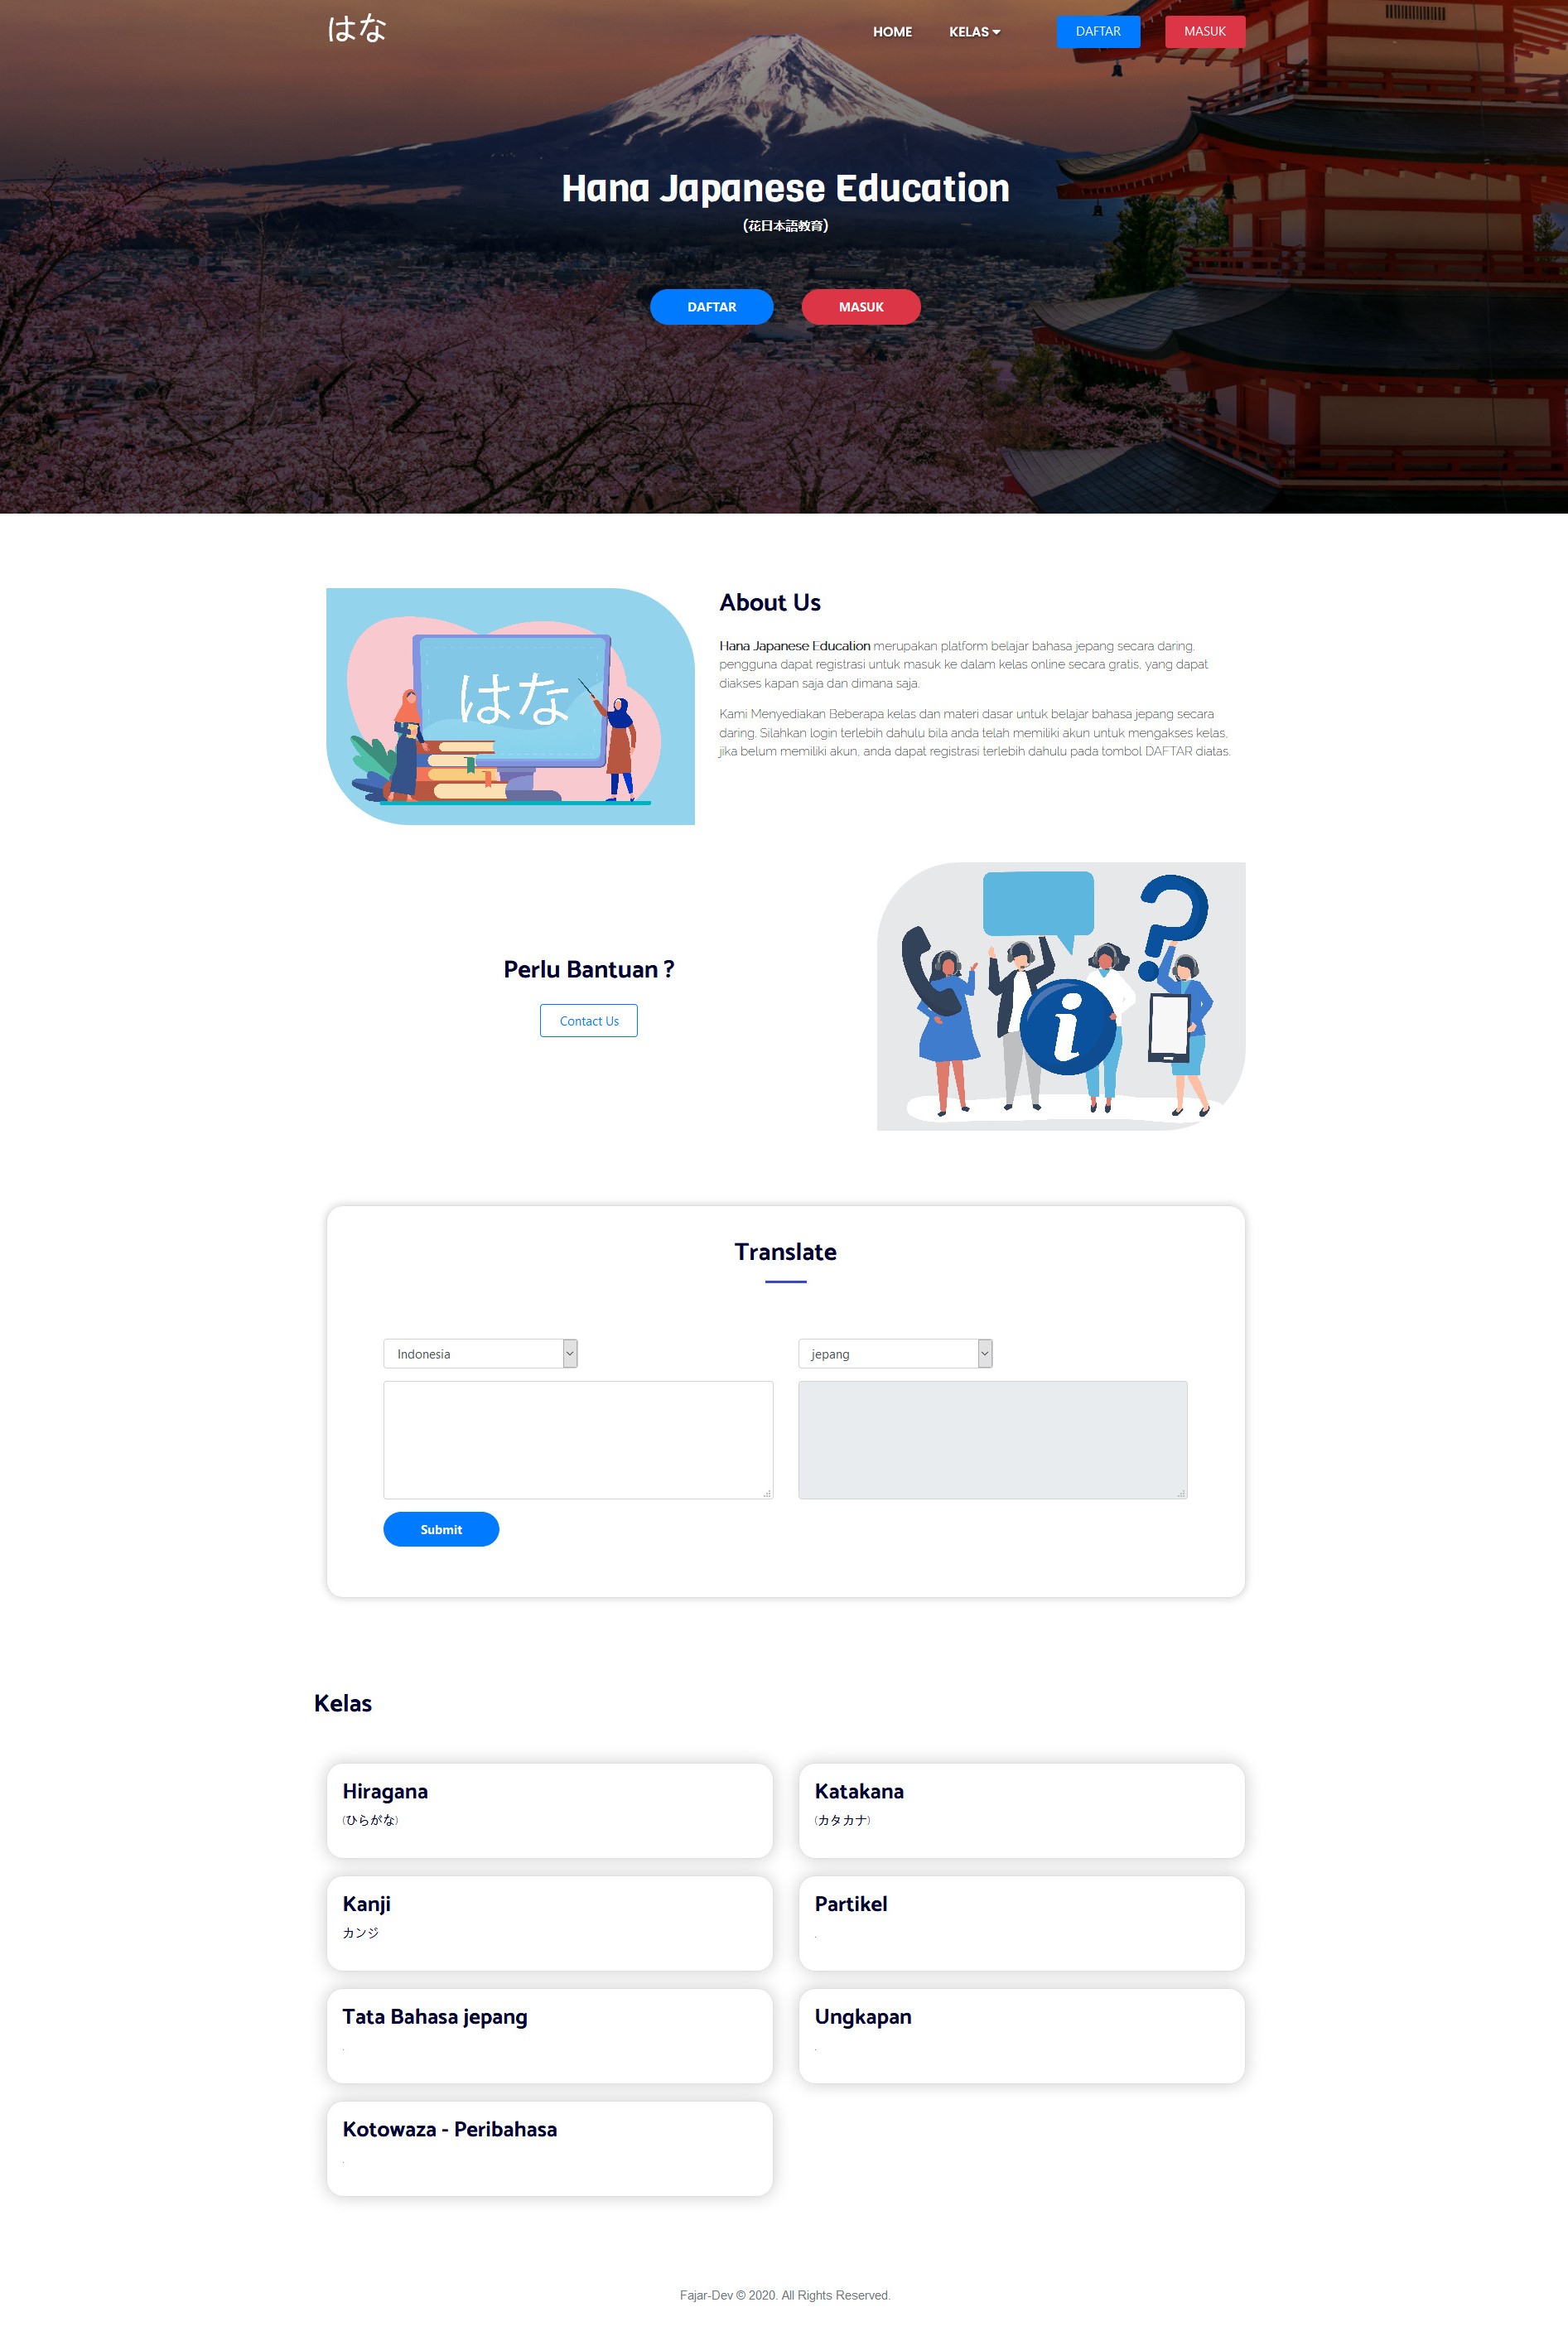 はな
HOME
KELAS
DAFTAR
MASUK
Hana Japanese Education
(花日本語教育)
DAFTAR
MASUK
はな
About Us
Hana Japanese Education merupakan platform belajar bahasa jepang secara daring.
pengguna dapat registrasi untuk masuk ke dalam kelas online secara gratis, yang dapat
diakses kapan saja dan dimana saja.
Kami Menyediakan Beberapa kelas dan materi dasar untuk belajar bahasa jepang secara
daring. Silahkan login terlebih dahulu bila anda telah memiliki akun untuk mengakses kelas,
jika belum memiliki akun, anda dapat registrasi terlebih dahulu pada tombol DAFTAR diatas.
Perlu Bantuan ?
Contact Us
?
i
Translate
Indonesia
jepang
Submit
Kelas
Hiragana
(ひらがな)
Katakana
(カタカナ)
Kanji
カンジ
Partikel
.
Tata Bahasa jepang
.
Ungkapan
.
Kotowaza - Peribahasa
.
Fajar-Dev © 2020. All Rights Reserved.